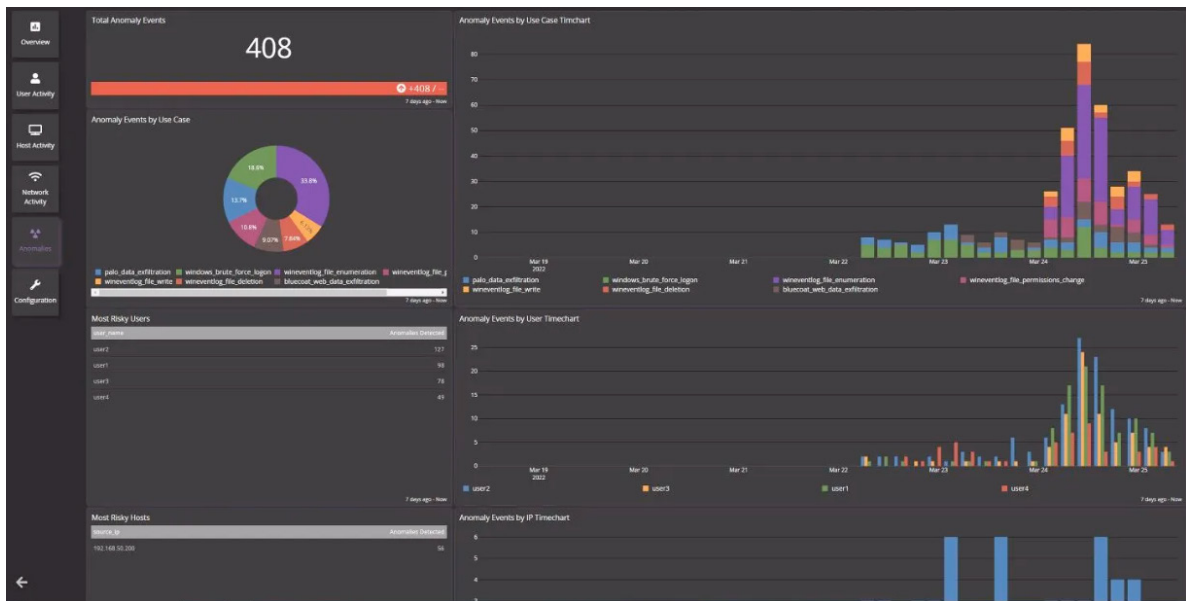 Overview
User Activity
Host Activity
Network
Activity
Anomalies
Configuration
Total Anomaly Events
408
+408 / --
7 days ago - Now
Anomaly Events by Use Case
33.8%
7.84%
9.07%
10.8%
13.7%
palo_data_exfiltration
windows_brute_force_logon
wineventlog_file_enumeration
wineventlog_file_p
wineventlog_file_write
wineventlog_file_deletion
bluecoat_web_data_exfiltration
7 days ago - Now
Most Risky Users
user_name Anomalies Detected
user2 127
user1
user3 78
user4 49
7 days ago - Now
Most Risky Hosts
source_ip Anomalies Detected
192.168.50.200 56
Anomaly Events by Use Case Timchart
80
70
60
50
40
30
20
10
0
Mar 19 Mar 20 Mar 21 Mar 22 Mar 23 Mar 24 Mar 25
2022
palo_data_exfiltration
windows_brute_force_logon
wineventlog_file_enumeration
wineventlog_file_permissions_change
wineventlog_file_write
wineventlog_file_deletion
bluecoat_web_data_exfiltration
7 days ago - Now
Anomaly Events by User Timechart
25
20
15
10
5
0
Mar 19 Mar 20 Mar 21 Mar 22 Mar 23 Mar 24 Mar 25
2022
user2 user3 user1 user4
7 days ago - Now
Anomaly Events by IP Timechart
6
5
4